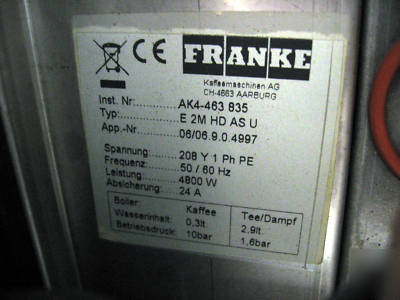 CE FRANKE
Kaffeemaschinen AG
CH-4663 AARBURG
Inst. Nr: AK4-463 835
Typ: E 2M HD AS U
App.-Nr: 06/06.9.0.4997
Spannung: 208 Y 1 Ph PE
Frequenz: 50 / 60 Hz
Leistung: 4800 W
Absicherung: 24 A
Boiler: Kaffee Tee/Dampf
Wasserinhalt: 0,3lt. 2,9lt.
Betriebsdruck: 10bar 1,6bar